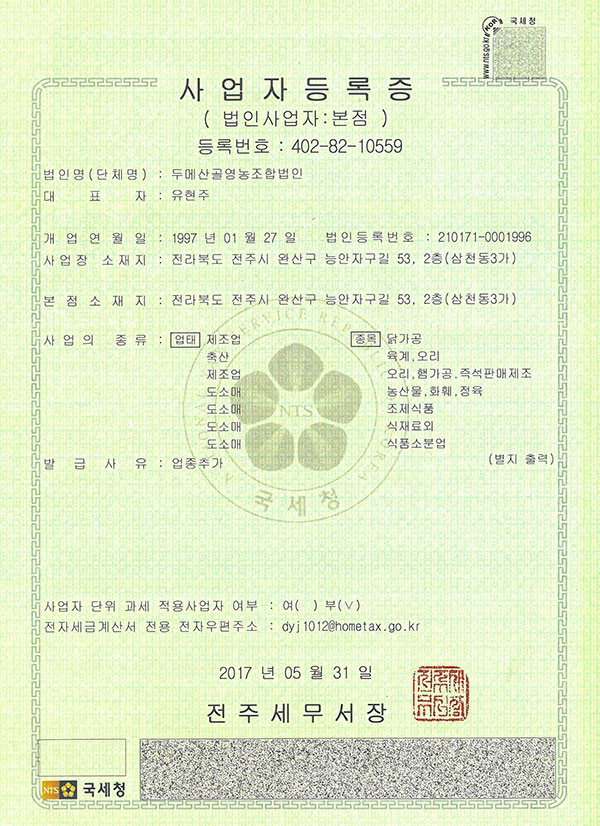 국세청
www.nts.go.kr
사업자등록증
( 법인사업자:본점 )
등록번호 : 402-82-10559
법인명(단체명) : 두메산골영농조합법인
대 표 자 : 유현주
개 업 연 월 일 : 1997 년 01 월 27 일 법인등록번호 : 210171-0001996
사업장 소재지 : 전라북도 전주시 완산구 능안자구길 53, 2층(삼천동3가)
본점소재지 : 전라북도 전주시 완산구 능안자구길 53, 2층(삼천동3가)
사업의 종류 : 업태 제조업 종목 닭가공
축산 육계,오리
제조업 오리,햄가공.즉석판매제조
도소매 농산물,화훼,정육
도소매 조제식품
도소매 식재료외
도소매 식품소분업
발 급 사 유 : 업종추가 (별지 출력)
NTS
국세청
사업자 단위 과세 적용사업자 여부 : 여( ) 부(∨)
전자세금계산서 전용 전자우편주소 : dyj1012@hometax.go.kr
2017 년 05 월 31 일
전주세무서장
NTS 국세청